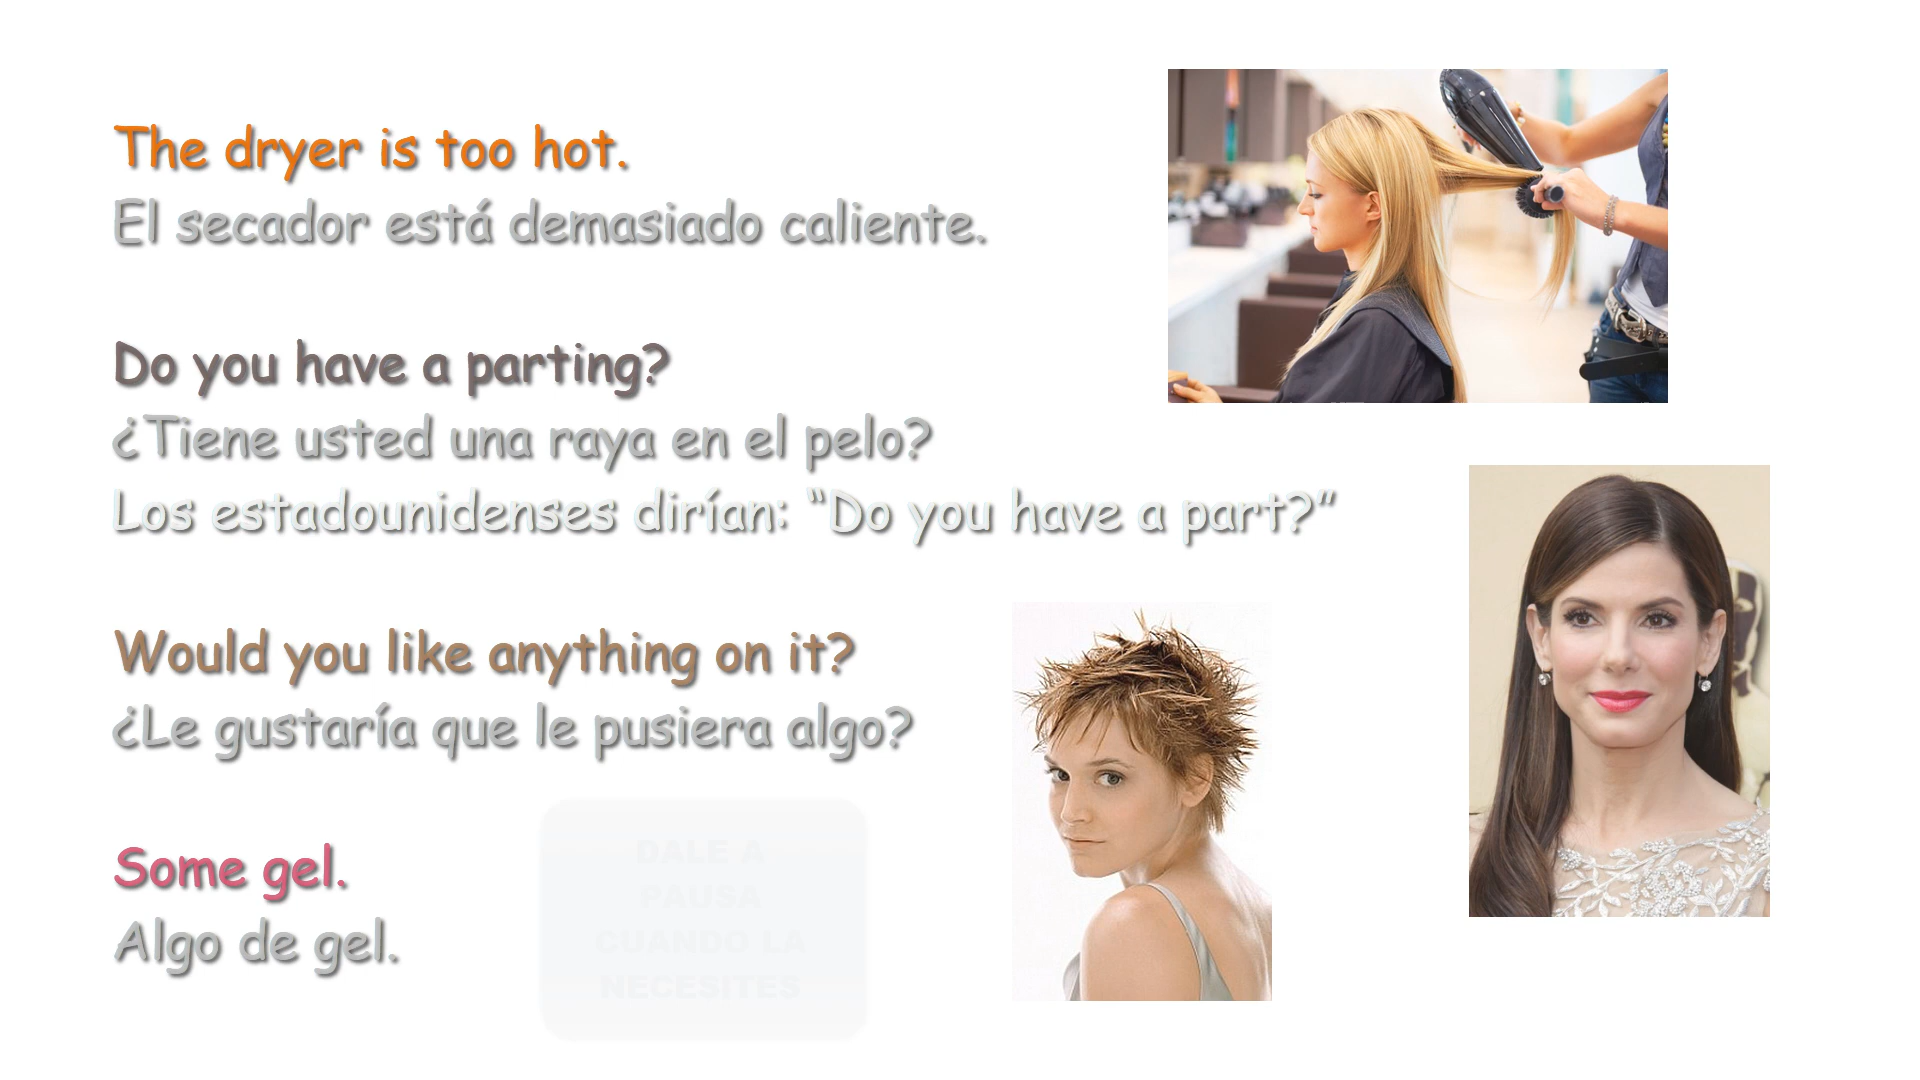 The dryer is too hot.
El secador está demasiado caliente.
Do you have a parting?
¿Tiene usted una raya en el pelo?
Los estadounidenses dirían: “Do you have a part?”
Would you like anything on it?
¿Le gustaría que le pusiera algo?
Some gel.
Algo de gel.
DALE A
PAUSA
CUANDO LA
NECESITES